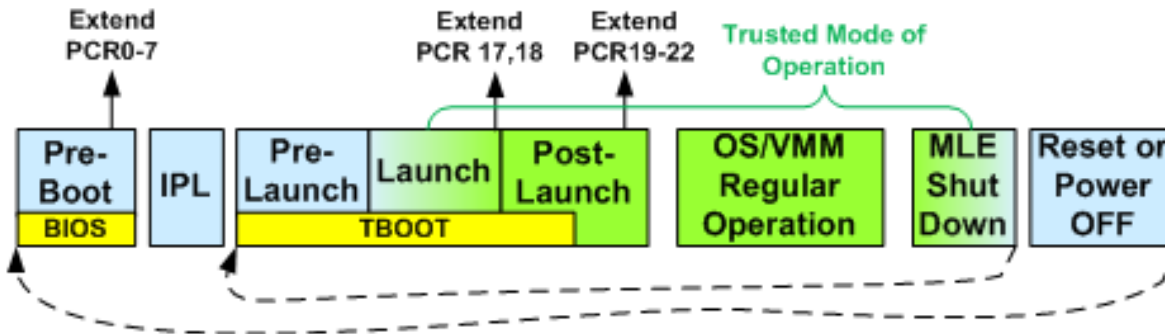 Extend
PCR0-7
Extend
PCR 17,18
Extend
PCR19-22
Trusted Mode of
Operation
Pre-
Boot
BIOS
IPL
Pre-
Launch
Launch
Post-
Launch
TBOOT
OS/VMM
Regular
Operation
MLE
Shut
Down
Reset or
Power
OFF